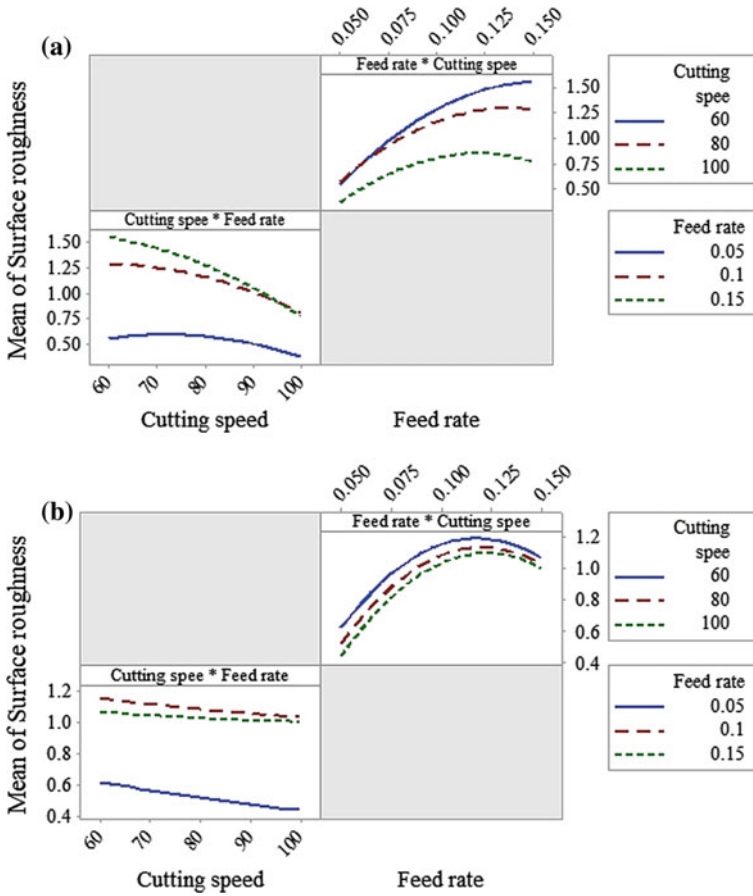 (a)
0.050 0.075 0.100 0.125 0.150
Feed rate * Cutting spee
1.50
1.25
1.00
0.75
0.50
Cutting
spee
60
80
100
Mean of Surface roughness
Cutting spee * Feed rate
1.50
1.25
1.00
0.75
0.50
Feed rate
0.05
0.1
0.15
60 70 80 90 100
Cutting speed
Feed rate
(b)
0.050 0.075 0.100 0.125 0.150
Feed rate * Cutting spee
1.2
1.0
0.8
0.6
0.4
Cutting
spee
60
80
100
Mean of Surface roughness
Cutting spee * Feed rate
1.2
1.0
0.8
0.6
0.4
Feed rate
0.05
0.1
0.15
60 70 80 90 100
Cutting speed
Feed rate